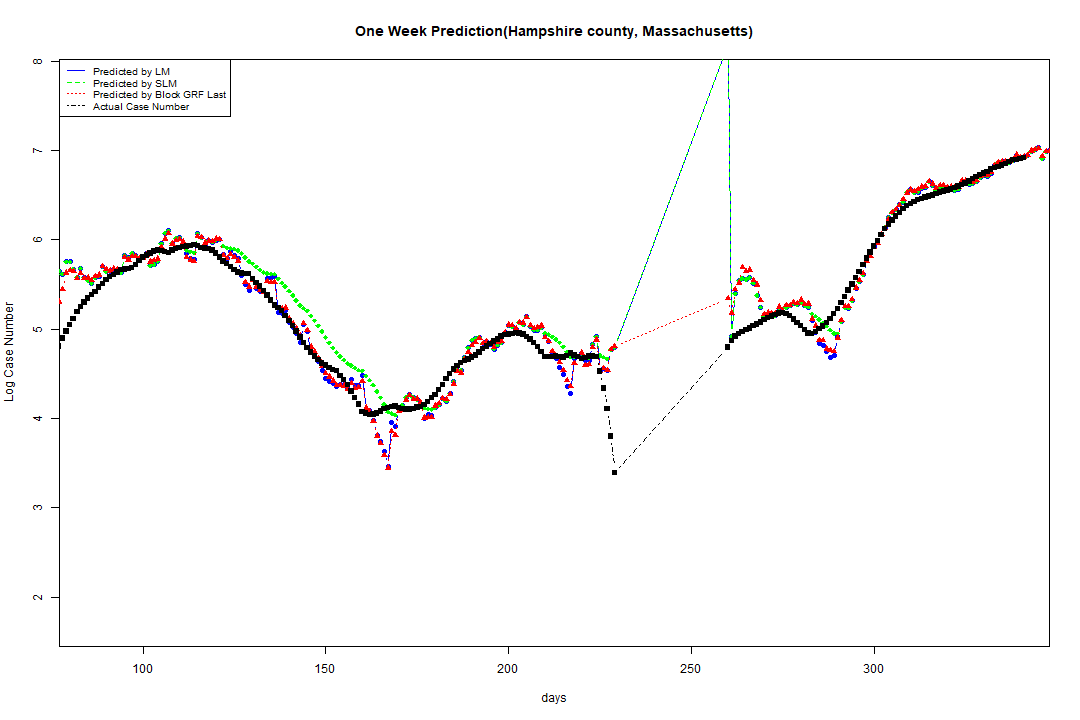 One Week Prediction(Hampshire county, Massachusetts)
Predicted by LM
Predicted by SLM
Predicted by Block GRF Last
Actual Case Number
8
7
6
5
4
3
2
Log Case Number
100 150 200 250 300
days